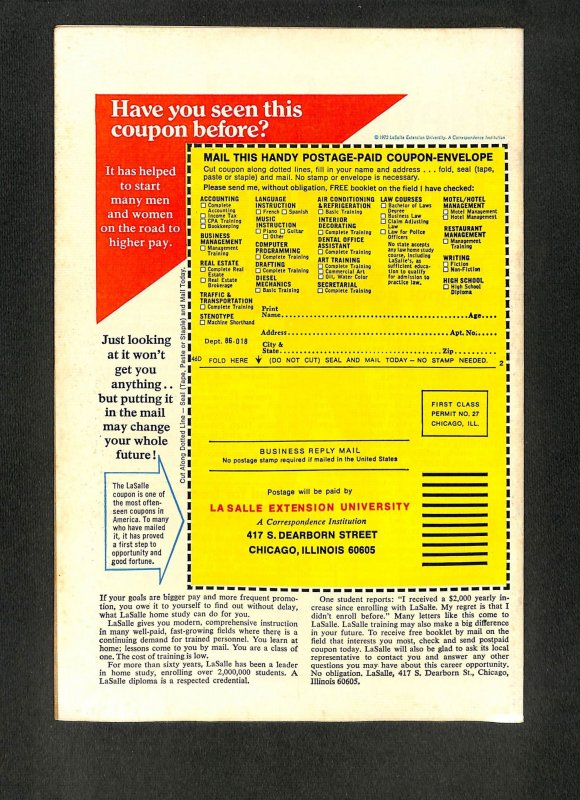 Have you seen this
coupon before?
© 1972 LaSalle Extension University. A Correspondence Institution
It has helped
to start
many men
and women
on the road to
higher pay.
MAIL THIS HANDY POSTAGE-PAID COUPON-ENVELOPE
Cut coupon along dotted lines, fill in your name and address . . . fold, seal (tape,
paste or staple) and mail. No stamp or envelope is necessary.
Please send me, without obligation, FREE booklet on the field I have checked:
ACCOUNTING
Complete
Accounting
Income Tax
CPA Training
Bookkeeping
BUSINESS
MANAGEMENT
Management
Training
REAL ESTATE
Complete Real
Estate
Real Estate
Brokerage
TRAFFIC &
TRANSPORTATION
Complete Training
STENOTYPE
Machine Shorthand
LANGUAGE
INSTRUCTION
French Spanish
MUSIC
INSTRUCTION
Piano Guitar
Other
COMPUTER
PROGRAMMING
Complete Training
DRAFTING
Complete Training
DIESEL
MECHANICS
Basic Training
AIR CONDITIONING
& REFRIGERATION
Basic Training
INTERIOR
DECORATING
Complete Training
DENTAL OFFICE
ASSISTANT
Complete Training
ART TRAINING
Complete Training
Commercial Art
Oil, Water Color
SECRETARIAL
Complete Training
LAW COURSES
Bachelor of Laws
Degree
Business Law
Claim Adjusting
Law
Law for Police
Officers
No state accepts
any law home study
course, including
LaSalle's, as
sufficient educa-
tion to qualify
for admission to
practice law.
MOTEL/HOTEL
MANAGEMENT
Motel Management
Hotel Management
RESTAURANT
MANAGEMENT
Management
Training
WRITING
Fiction
Non-Fiction
HIGH SCHOOL
High School
Diploma
Print
Name Age
Address Apt. No.
Dept. 86-018
City &
State Zip
46D FOLD HERE (DO NOT CUT) SEAL AND MAIL TODAY – NO STAMP NEEDED. 2
Cut Along Dotted Line – Seal (Tape, Paste or Staple) and Mail Today.
Just looking
at it won't
get you
anything . .
but putting it
in the mail
may change
your whole
future!
FIRST CLASS
PERMIT NO. 27
CHICAGO, ILL.
BUSINESS REPLY MAIL
No postage stamp required if mailed in the United States
Postage will be paid by
LA SALLE EXTENSION UNIVERSITY
A Correspondence Institution
417 S. DEARBORN STREET
CHICAGO, ILLINOIS 60605
The LaSalle
coupon is one of
the most often-
seen coupons in
America. To many
who have mailed
it, it has proved
a first step to
opportunity and
good fortune.
If your goals are bigger pay and more frequent promo-
tion, you owe it to yourself to find out without delay,
what LaSalle home study can do for you.
LaSalle gives you modern, comprehensive instruction
in many well-paid, fast-growing fields where there is a
continuing demand for trained personnel. You learn at
home; lessons come to you by mail. You are a class of
one. The cost of training is low.
For more than sixty years, LaSalle has been a leader
in home study, enrolling over 2,000,000 students. A
LaSalle diploma is a respected credential.
One student reports: "I received a $2,000 yearly in-
crease since enrolling with LaSalle. My regret is that I
didn't enroll before." Many letters like this come to
LaSalle. LaSalle training may also make a big difference
in your future. To receive free booklet by mail on the
field that interests you most, check and send postpaid
coupon today. LaSalle will also be glad to ask its local
representative to contact you and answer any other
questions you may have about this career opportunity.
No obligation. LaSalle, 417 S. Dearborn St., Chicago,
Illinois 60605.